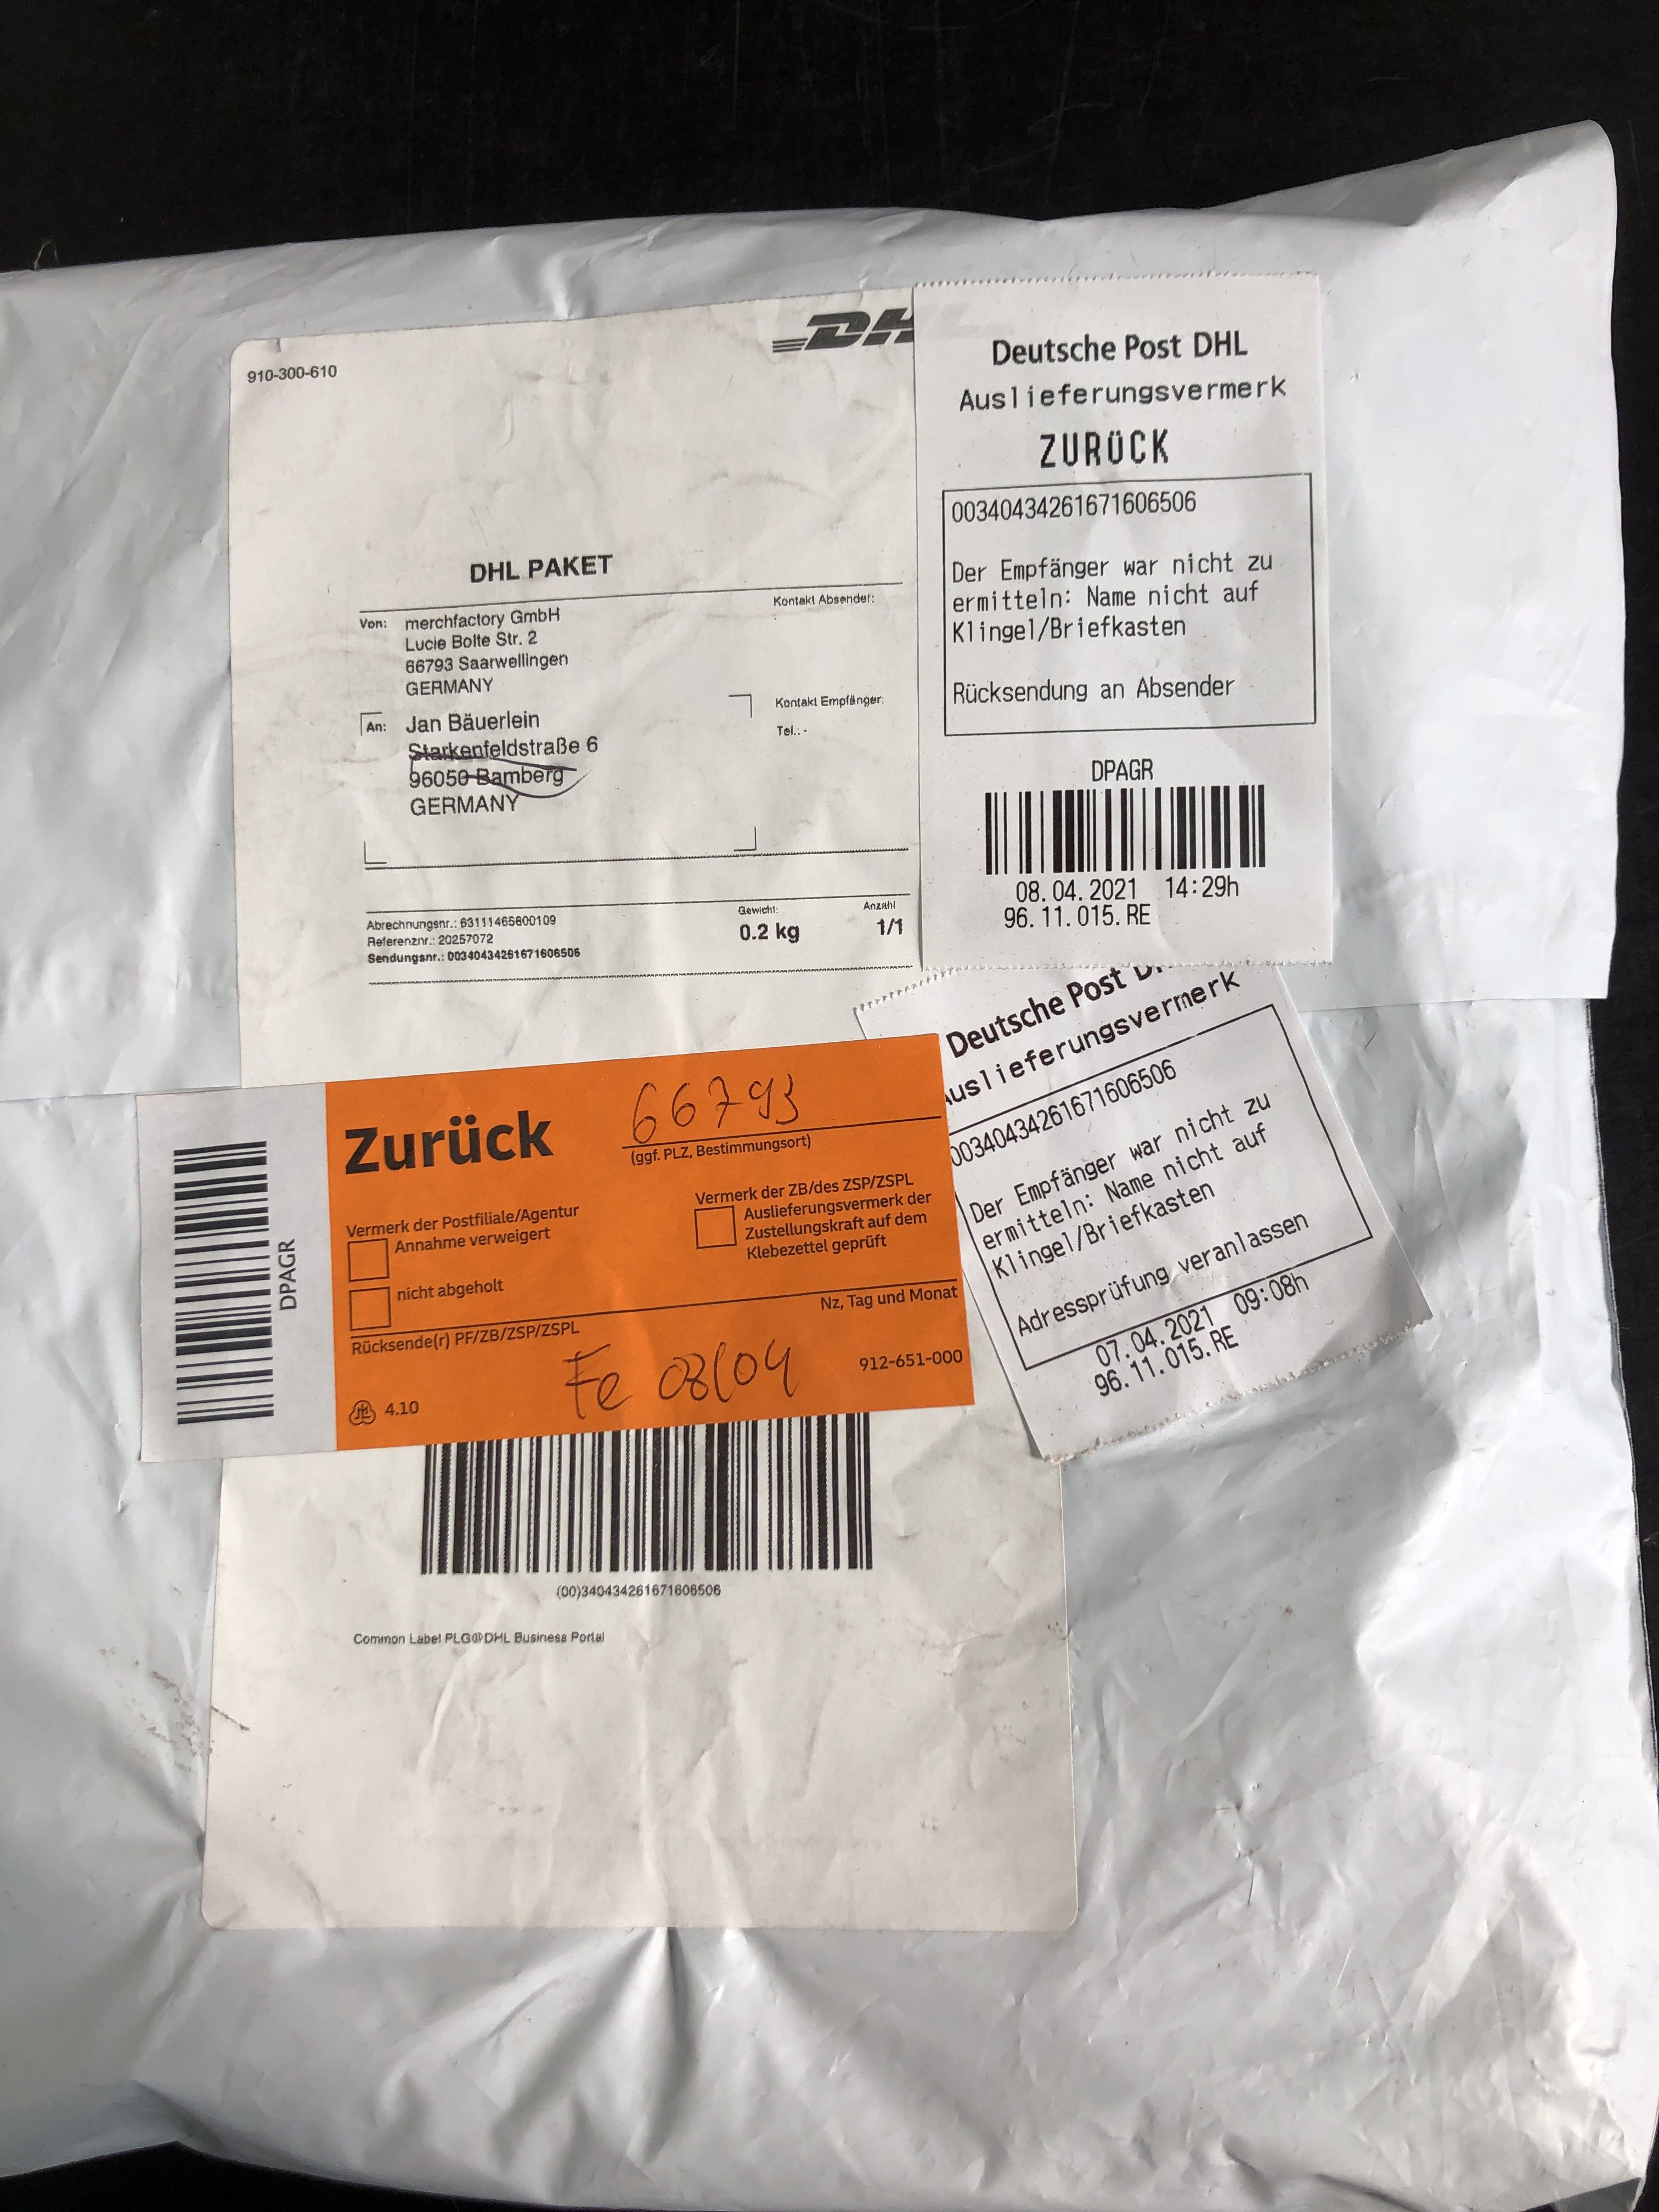 910-300-610
DHL PAKET
Von: merchfactory GmbH
Lucie Bolte Str. 2
66793 Saarwellingen
GERMANY
Kontakt Absender:
An: Jan Bäuerlein
Starkenfeldstraße 6
96050 Bamberg
GERMANY
Kontakt Empfänger:
Tel.: -
Abrechnungsnr.: 63111465800109
Referenznr.: 20257072
Sendungsnr.: 00340434261671606506
Gewicht:
0.2 kg
Anzahl
1/1
Deutsche Post DHL
Auslieferungsvermerk
ZURÜCK
00340434261671606506
Der Empfänger war nicht zu
ermitteln: Name nicht auf
Klingel/Briefkasten
Rücksendung an Absender
DPAGR
08.04.2021 14:29h
96.11.015.RE
Deutsche Post
Auslieferungsvermerk
00340434261671606506
Der Empfänger war nicht zu
ermitteln: Name nicht auf
Klingel/Briefkasten
Adressprüfung veranlassen
07.04.2021 09:08h
96.11.015.RE
DPAGR
Zurück
66793
(ggf. PLZ, Bestimmungsort)
Vermerk der Postfiliale/Agentur
Annahme verweigert
nicht abgeholt
Vermerk der ZB/des ZSP/ZSPL
Auslieferungsvermerk der
Zustellungskraft auf dem
Klebezettel geprüft
Rücksende(r) PF/ZB/ZSP/ZSPL
Nz, Tag und Monat
Fe 08/04
912-651-000
4.10
(00)340434261671606506
Common Label PLG@DHL Business Portal